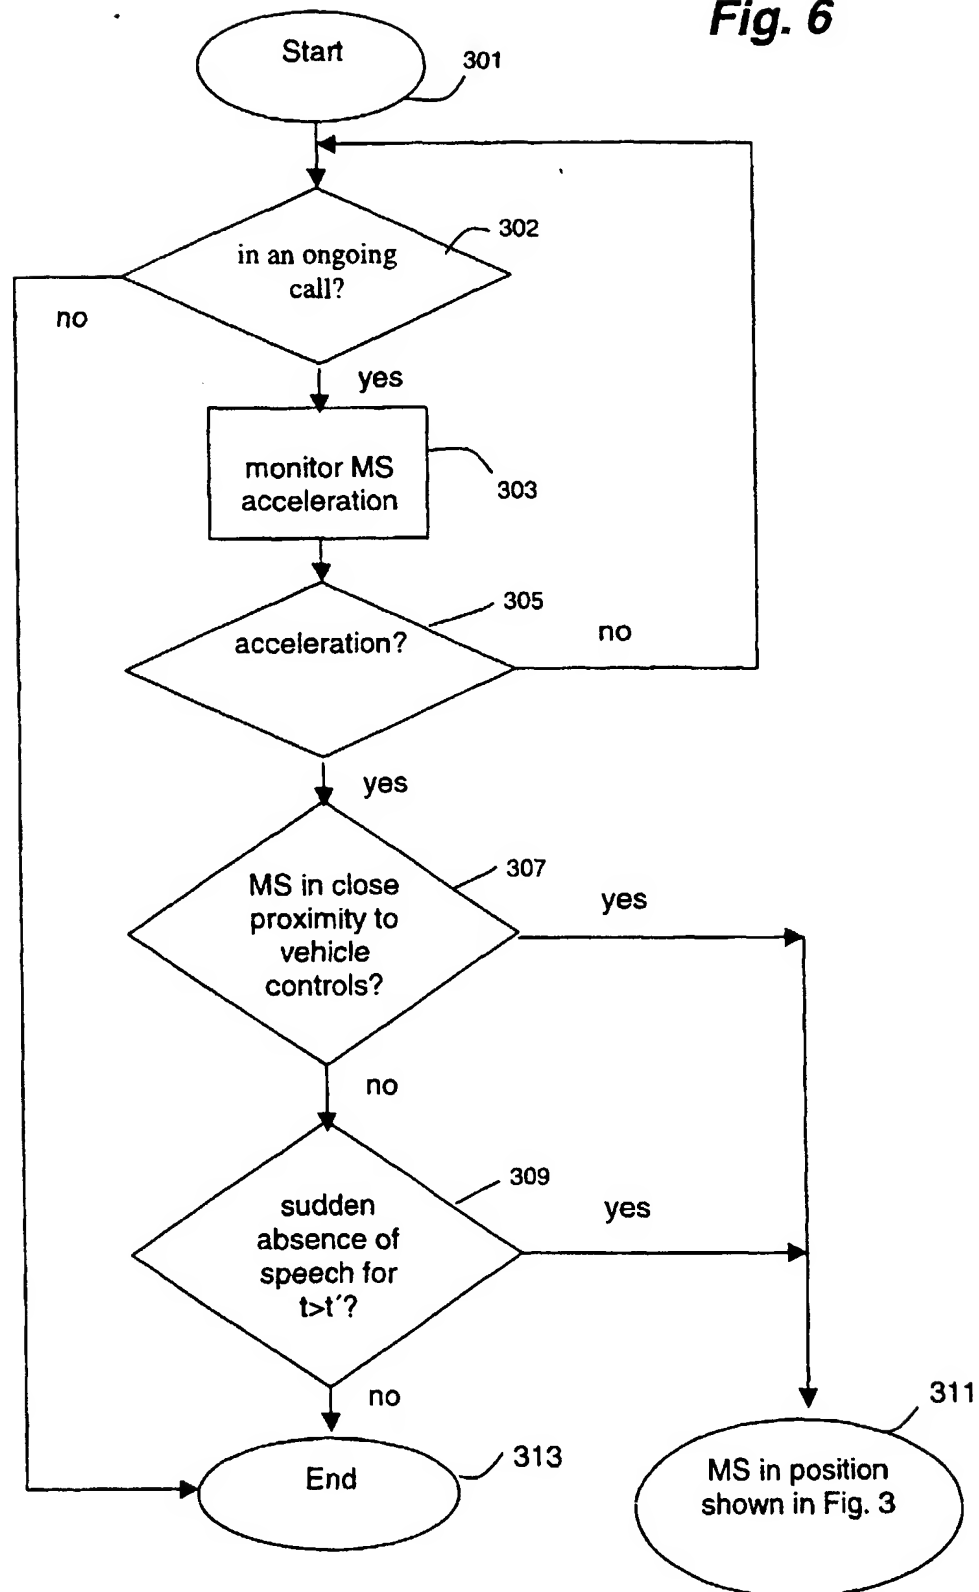 Fig. 6
Start
301
302
in an ongoing
call?
no
yes
monitor MS
acceleration
303
305
acceleration?
no
yes
307
MS in close
proximity to
vehicle
controls?
yes
no
309
sudden
absence of
speech for
t>t´?
yes
no
311
End
313
MS in position
shown in Fig. 3